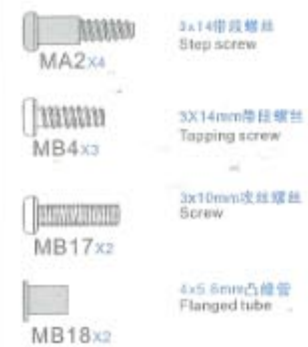 3x14带段螺丝
Step screw
MA2x4
3X14mm带段螺丝
Tapping screw
MB4x3
3x10mm攻丝螺丝
Screw
MB17x2
4x5.6mm凸缘管
Flanged tube
MB18x2